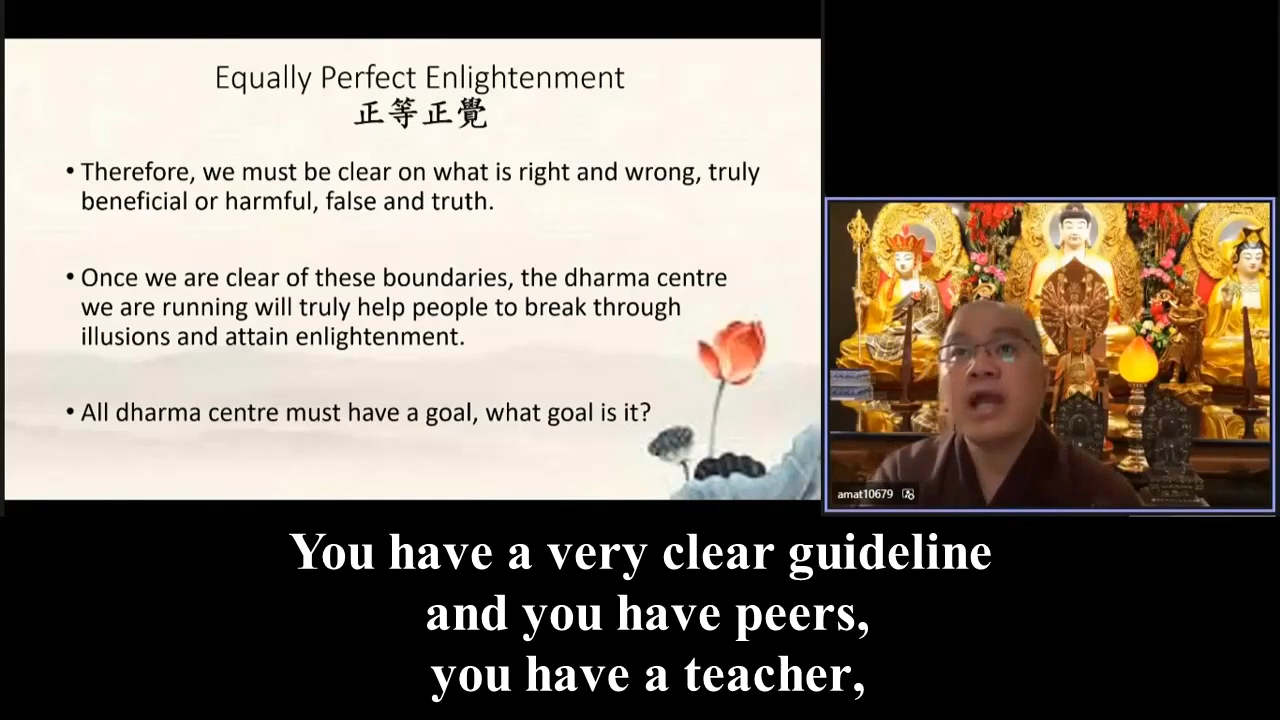 Equally Perfect Enlightenment
正等正覺
• Therefore, we must be clear on what is right and wrong, truly
beneficial or harmful, false and truth.
• Once we are clear of these boundaries, the dharma centre
we are running will truly help people to break through
illusions and attain enlightenment.
• All dharma centre must have a goal, what goal is it?
amat10679
You have a very clear guideline
and you have peers,
you have a teacher,